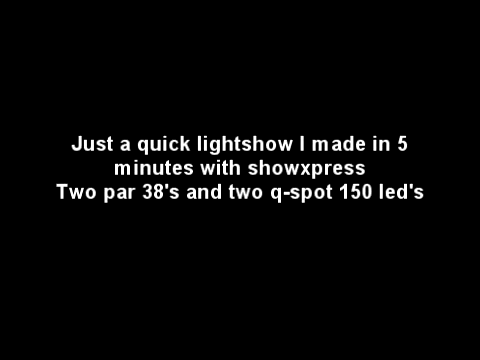 Just a quick lightshow I made in 5
minutes with showxpress
Two par 38's and two q-spot 150 led's